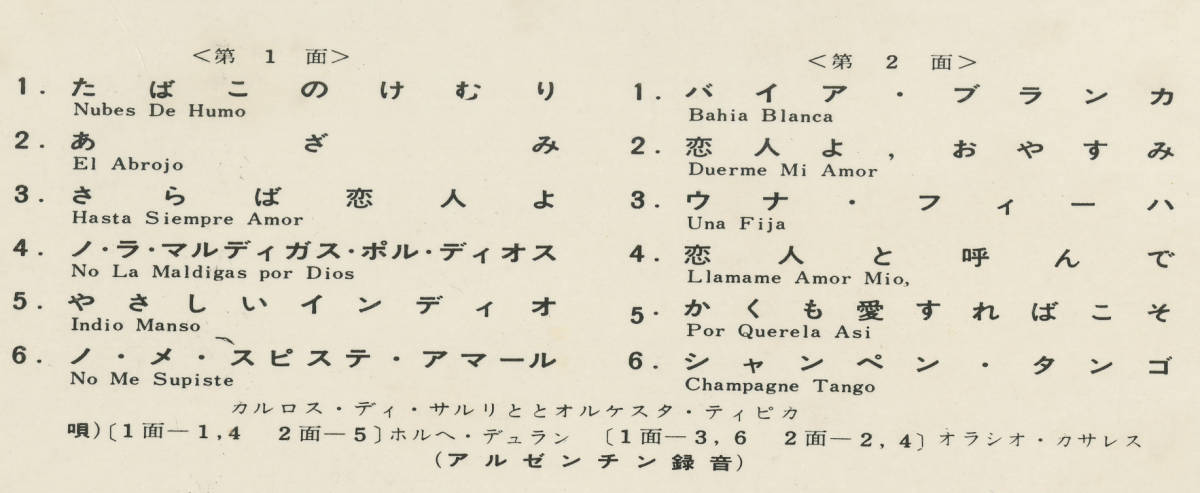 <第 1 面>
1. たばこのけむり
Nubes De Humo
2. あざみ
El Abrojo
3. さらば恋人よ
Hasta Siempre Amor
4. ノ・ラ・マルディガス・ポル・ディオス
No La Maldigas por Dios
5. やさしいインディオ
Indio Manso
6. ノ・メ・スピステ・アマール
No Me Supiste
<第 2 面>
1. バイア・ブランカ
Bahia Blanca
2. 恋人よ,おやすみ
Duerme Mi Amor
3. ウナ・フィーハ
Una Fija
4. 恋人と呼んで
Llamame Amor Mio,
5. かくも愛すればこそ
Por Querela Asi
6. シャンペン・タンゴ
Champagne Tango
カルロス・ディ・サルリととオルケスタ・ティピカ
唄)〔1面—1,4 2面—5〕ホルヘ・デュラン 〔1面—3,6 2面—2,4〕オラシオ・カサレス
(アルゼンチン録音)